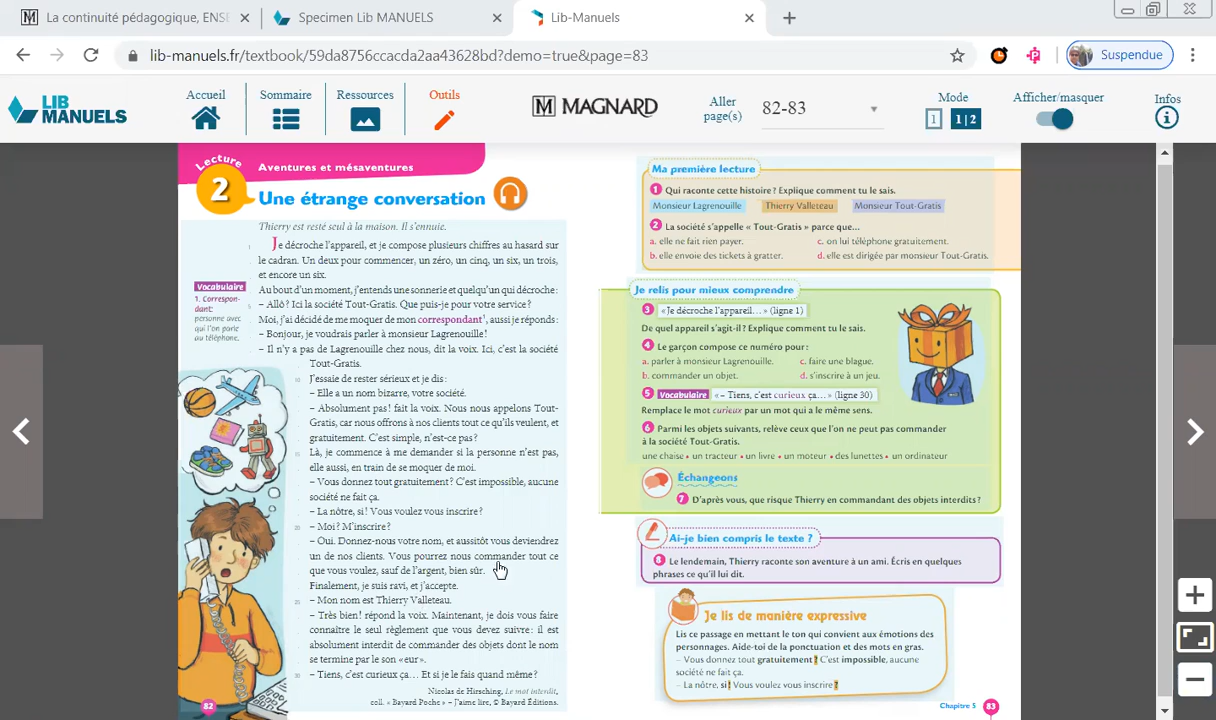 La continuité pédagogique, ENSE
Specimen Lib MANUELS
Lib-Manuels
lib-manuels.fr/textbook/59da8756ccacda2aa43628bd?demo=true&page=83
Suspendue
LIB MANUELS
Accueil
Sommaire
Ressources
Outils
M MAGNARD
Aller page(s)
82-83
Mode
1
1|2
Afficher/masquer
Infos
Lecture
2
Aventures et mésaventures
Une étrange conversation
Thierry est resté seul à la maison. Il s'ennuie.
1
Je décroche l'appareil, et je compose plusieurs chiffres au hasard sur
le cadran. Un deux pour commencer, un zéro, un cinq, un six, un trois,
et encore un six.
Au bout d'un moment, j'entends une sonnerie et quelqu'un qui décroche :
5
– Allô? Ici la société Tout-Gratis. Que puis-je pour votre service?
Moi, j'ai décidé de me moquer de mon correspondant¹, aussi je réponds :
– Bonjour, je voudrais parler à monsieur Lagrenouille!
– Il n'y a pas de Lagrenouille chez nous, dit la voix. Ici, c'est la société
Tout-Gratis.
10
J'essaie de rester sérieux et je dis :
– Elle a un nom bizarre, votre société.
– Absolument pas! fait la voix. Nous nous appelons Tout-
Gratis, car nous offrons à nos clients tout ce qu'ils veulent, et
gratuitement. C'est simple, n'est-ce pas?
15
Là, je commence à me demander si la personne n'est pas,
elle aussi, en train de se moquer de moi.
– Vous donnez tout gratuitement? C'est impossible, aucune
société ne fait ça.
– La nôtre, si! Vous voulez vous inscrire?
20
– Moi? M'inscrire?
– Oui. Donnez-nous votre nom, et aussitôt vous deviendrez
un de nos clients. Vous pourrez nous commander tout ce
que vous voulez, sauf de l'argent, bien sûr.
Finalement, je suis ravi, et j'accepte.
25
– Mon nom est Thierry Valleteau.
– Très bien! répond la voix. Maintenant, je dois vous faire
connaître le seul règlement que vous devez suivre : il est
absolument interdit de commander des objets dont le nom
se termine par le son «eur».
30
– Tiens, c'est curieux ça... Et si je le fais quand même?
Nicolas de Hirsching, Le mot interdit,
coll. « Bayard Poche » – J'aime lire, © Bayard Éditions.
Vocabulaire
1. Correspon-
dant:
personne avec
qui l'on parle
au téléphone.
82
Ma première lecture
1 Qui raconte cette histoire? Explique comment tu le sais.
Monsieur Lagrenouille
Thierry Valleteau
Monsieur Tout-Gratis
2 La société s'appelle « Tout-Gratis » parce que...
a. elle ne fait rien payer.
c. on lui téléphone gratuitement.
b. elle envoie des tickets à gratter.
d. elle est dirigée par monsieur Tout-Gratis.
Je relis pour mieux comprendre
3 «Je décroche l'appareil...» (ligne 1)
De quel appareil s'agit-il? Explique comment tu le sais.
4 Le garçon compose ce numéro pour :
a. parler à monsieur Lagrenouille.
c. faire une blague.
b. commander un objet.
d. s'inscrire à un jeu.
5 Vocabulaire «– Tiens, c'est curieux ça...» (ligne 30)
Remplace le mot curieux par un mot qui a le même sens.
6 Parmi les objets suivants, relève ceux que l'on ne peut pas commander
à la société Tout-Gratis.
une chaise • un tracteur • un livre • un moteur • des lunettes • un ordinateur
Échangeons
7 D'après vous, que risque Thierry en commandant des objets interdits?
Ai-je bien compris le texte ?
8 Le lendemain, Thierry raconte son aventure à un ami. Écris en quelques
phrases ce qu'il lui dit.
Je lis de manière expressive
Lis ce passage en mettant le ton qui convient aux émotions des
personnages. Aide-toi de la ponctuation et des mots en gras.
– Vous donnez tout gratuitement? C'est impossible, aucune
société ne fait ça.
– La nôtre, si! Vous voulez vous inscrire?
Chapitre 5
83